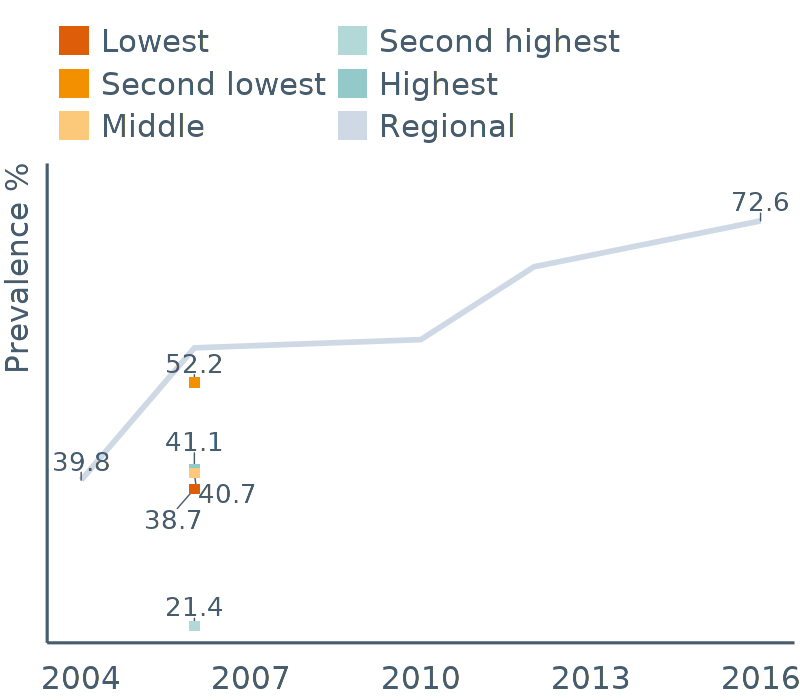 Lowest
Second highest
Second lowest
Highest
Middle
Regional
Prevalence %
72.6
52.2
41.1
39.8
40.7
38.7
21.4
2004
2007
2010
2013
2016